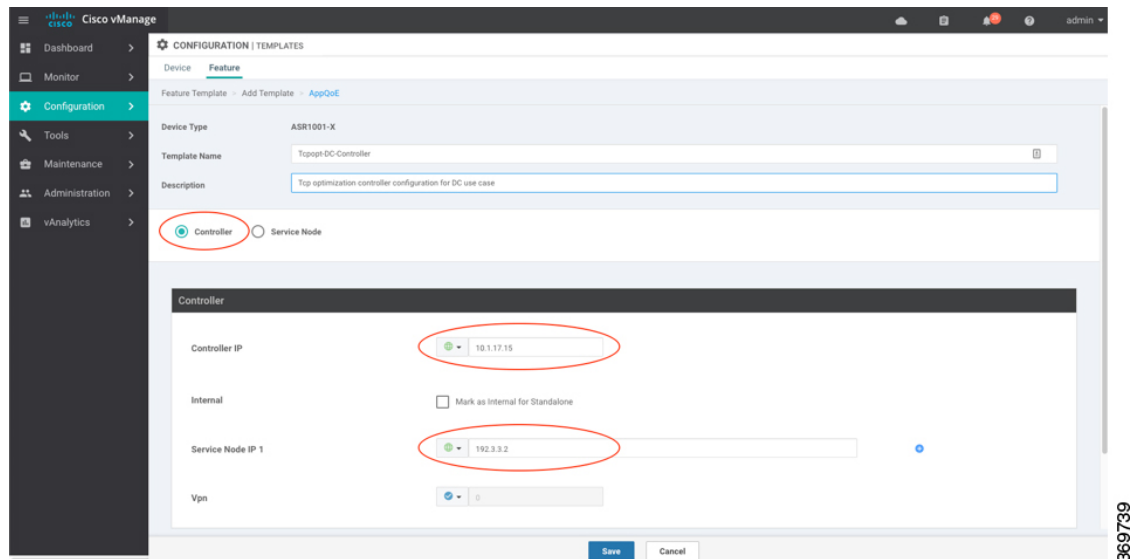 cisco Cisco vManage admin
Dashboard
Monitor
Configuration
Tools
Maintenance
Administration
vAnalytics
CONFIGURATION | TEMPLATES
Device Feature
Feature Template > Add Template > AppQoE
Device Type ASR1001-X
Template Name Tcpopt-DC-Controller
Description Tcp optimization controller configuration for DC use case
Controller Service Node
Controller
Controller IP 10.1.17.15
Internal Mark as Internal for Standalone
Service Node IP 1 192.3.3.2
Vpn 0
Save Cancel
369739